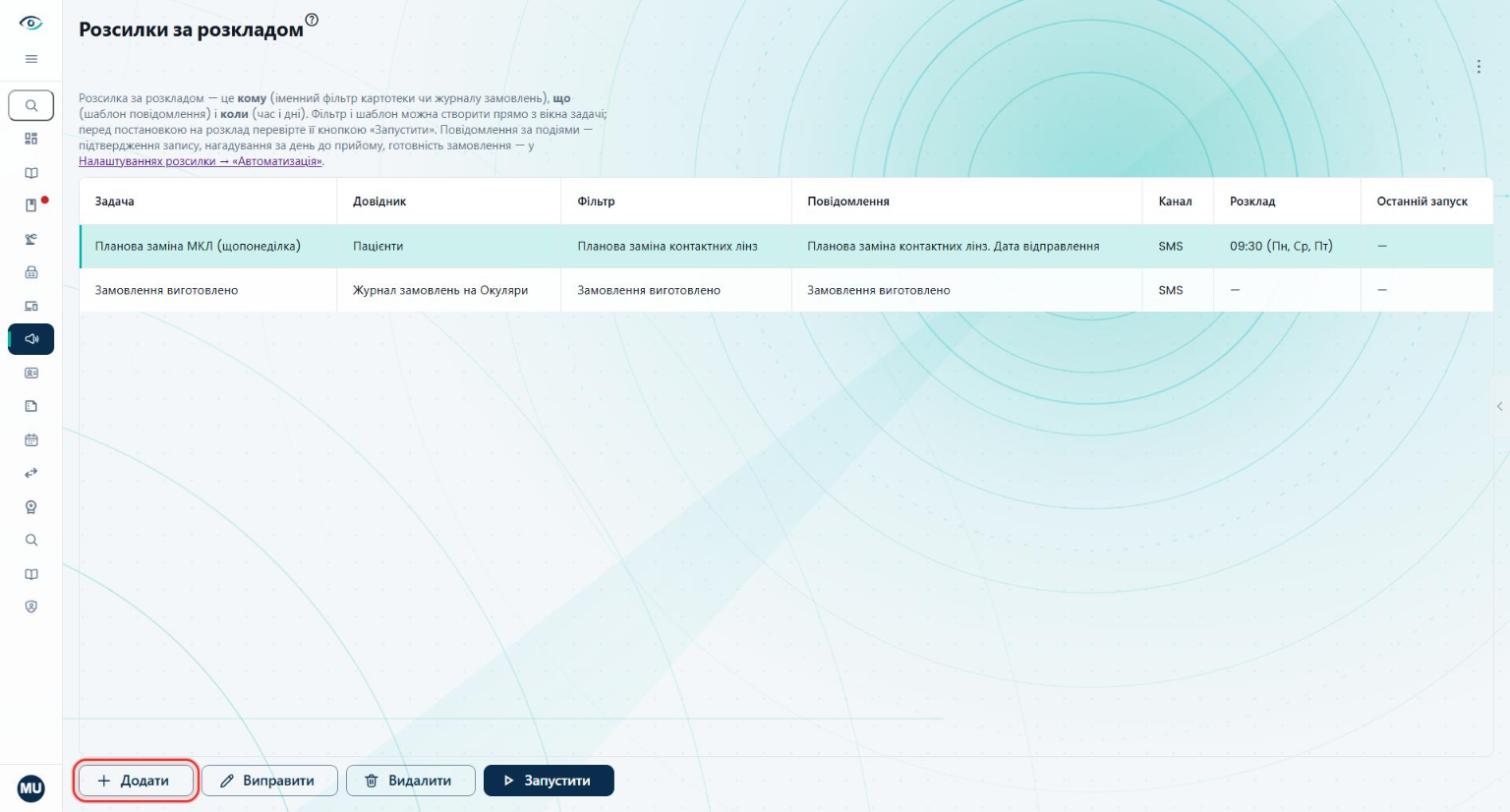 Розсилки за розкладом
Розсилка за розкладом — це кому (іменний фільтр картотеки чи журналу замовлень), що
(шаблон повідомлення) і коли (час і дні). Фільтр і шаблон можна створити прямо з вікна задачі;
перед постановкою на розклад перевірте її кнопкою «Запустити». Повідомлення за подіями —
підтвердження запису, нагадування за день до прийому, готовність замовлення — у
Налаштуваннях розсилки → «Автоматизація».
Задача Довідник Фільтр Повідомлення Канал Розклад Останній запуск
Планова заміна МКЛ (щопонеділка) Пацієнти Планова заміна контактних лінз Планова заміна контактних лінз. Дата відправлення SMS 09:30 (Пн, Ср, Пт) —
Замовлення виготовлено Журнал замовлень на Окуляри Замовлення виготовлено Замовлення виготовлено SMS — —
MU
Додати Виправити Видалити Запустити